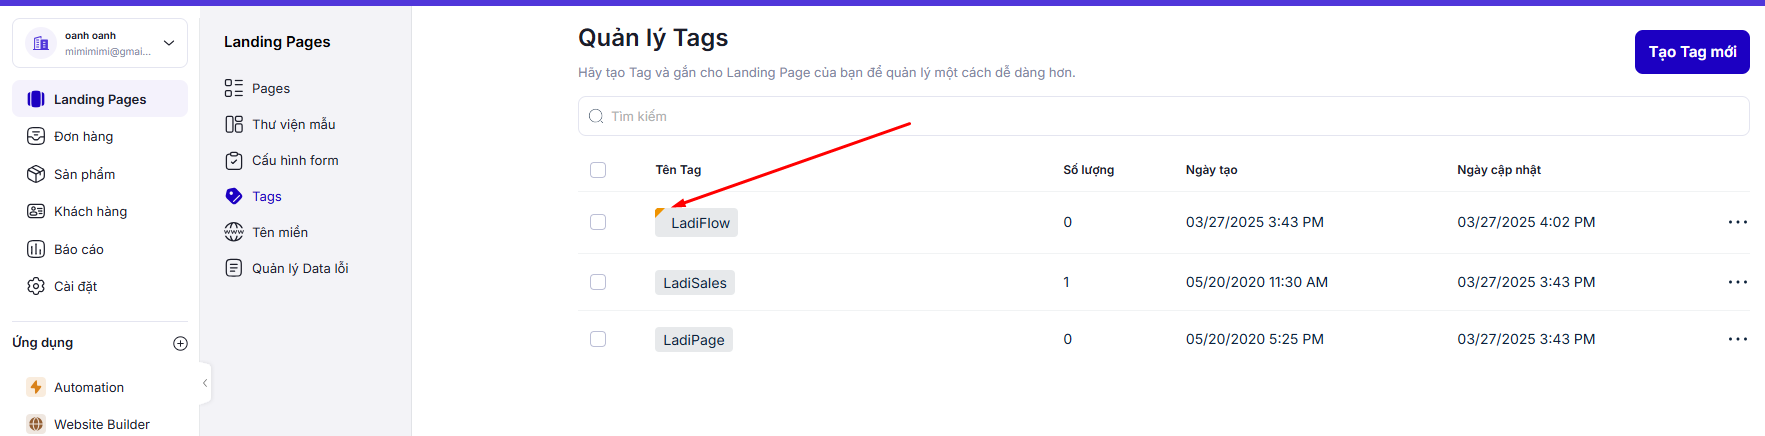 oanh oanh
mimimimi@gmai...
Landing Pages
Đơn hàng
Sản phẩm
Khách hàng
Báo cáo
Cài đặt
Ứng dụng
Automation
Website Builder
Landing Pages
Pages
Thư viện mẫu
Cấu hình form
Tags
Tên miền
Quản lý Data lỗi
Quản lý Tags
Hãy tạo Tag và gắn cho Landing Page của bạn để quản lý một cách dễ dàng hơn.
Tạo Tag mới
Tìm kiếm
Tên Tag Số lượng Ngày tạo Ngày cập nhật
LadiFlow 0 03/27/2025 3:43 PM 03/27/2025 4:02 PM
LadiSales 1 05/20/2020 11:30 AM 03/27/2025 3:43 PM
LadiPage 0 05/20/2020 5:25 PM 03/27/2025 3:43 PM